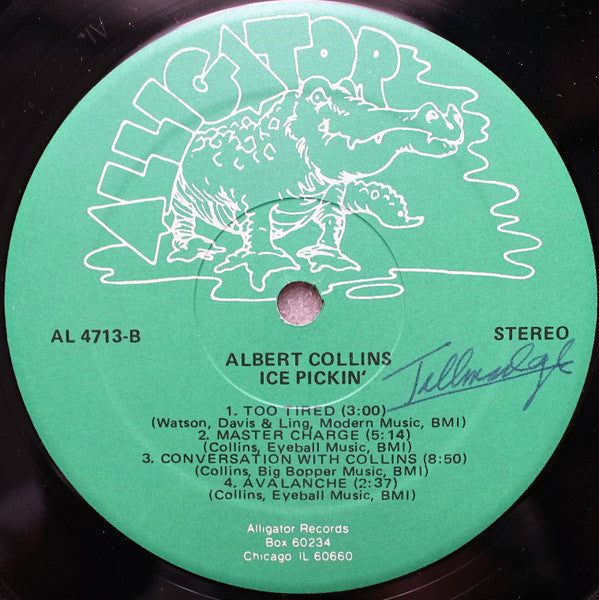 ALLIGATOR
AL 4713-B
STEREO
ALBERT COLLINS
ICE PICKIN'
1. TOO TIRED (3:00)
(Watson, Davis & Ling, Modern Music, BMI)
2. MASTER CHARGE (5:14)
(Collins, Eyeball Music, BMI)
3. CONVERSATION WITH COLLINS (8:50)
(Collins, Big Bopper Music, BMI)
4. AVALANCHE (2:37)
(Collins, Eyeball Music, BMI)
Alligator Records
Box 60234
Chicago IL 60660